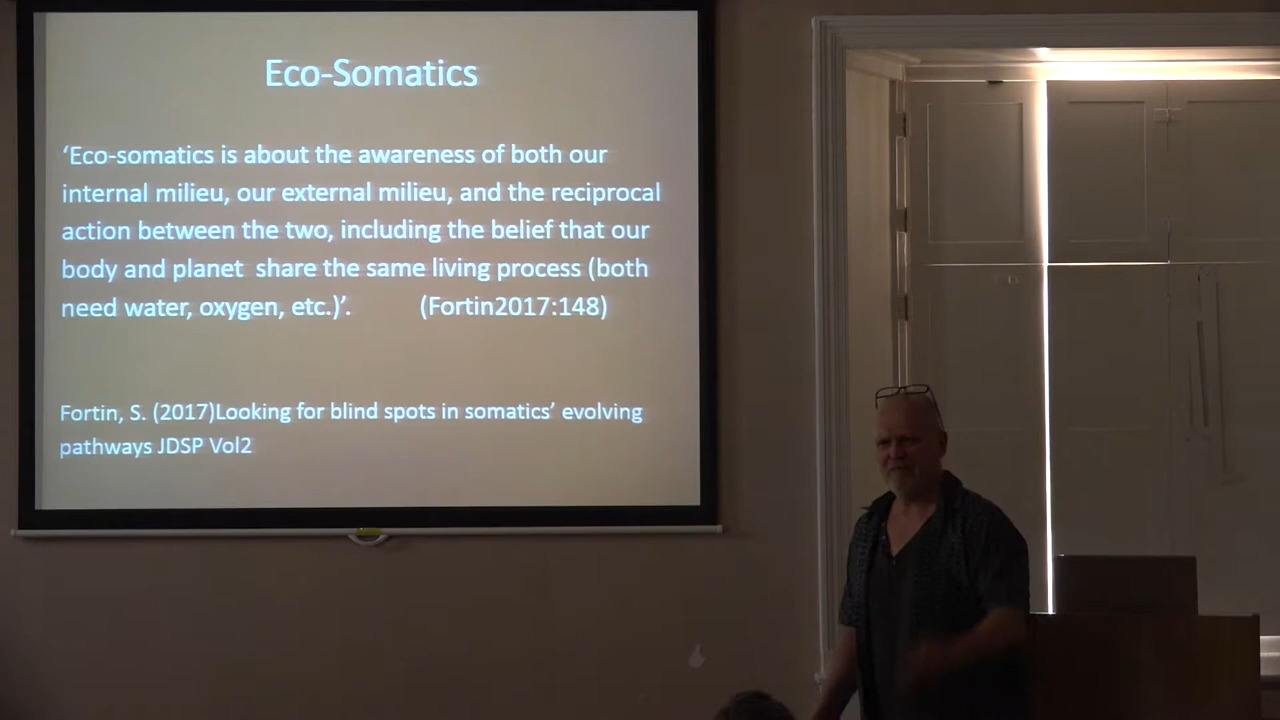 Eco-Somatics
‘Eco-somatics is about the awareness of both our
internal milieu, our external milieu, and the reciprocal
action between the two, including the belief that our
body and planet  share the same living process (both
need water, oxygen, etc.)’. (Fortin2017:148)
Fortin, S. (2017)Looking for blind spots in somatics’ evolving
pathways JDSP Vol2